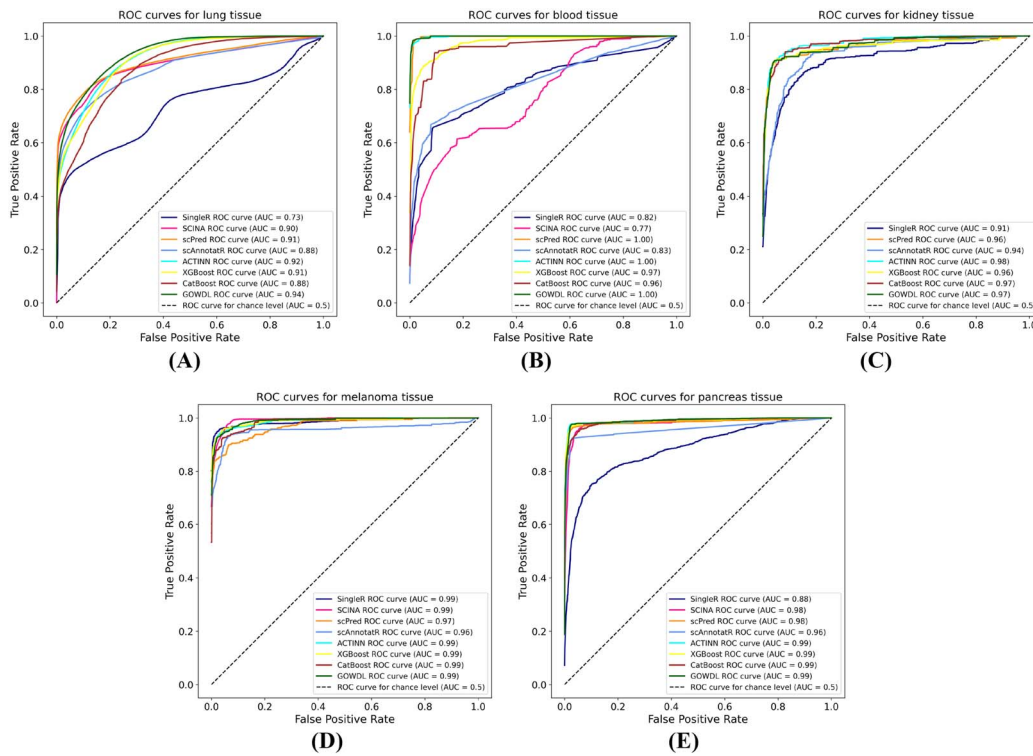 ROC curves for lung tissue
True Positive Rate
1.0
0.8
0.6
0.4
0.2
0.0
SingleR ROC curve (AUC = 0.73)
SCINA ROC curve (AUC = 0.90)
scPred ROC curve (AUC = 0.91)
scAnnotatR ROC curve (AUC = 0.88)
ACTINN ROC curve (AUC = 0.92)
XGBoost ROC curve (AUC = 0.91)
CatBoost ROC curve (AUC = 0.88)
GOWDL ROC curve (AUC = 0.94)
ROC curve for chance level (AUC = 0.5)
0.0 0.2 0.4 0.6 0.8 1.0
False Positive Rate
(A)
ROC curves for blood tissue
True Positive Rate
1.0
0.8
0.6
0.4
0.2
0.0
SingleR ROC curve (AUC = 0.82)
SCINA ROC curve (AUC = 0.77)
scPred ROC curve (AUC = 1.00)
scAnnotatR ROC curve (AUC = 0.83)
ACTINN ROC curve (AUC = 1.00)
XGBoost ROC curve (AUC = 0.97)
CatBoost ROC curve (AUC = 0.96)
GOWDL ROC curve (AUC = 1.00)
ROC curve for chance level (AUC = 0.5)
0.0 0.2 0.4 0.6 0.8 1.0
False Positive Rate
(B)
ROC curves for kidney tissue
True Positive Rate
1.0
0.8
0.6
0.4
0.2
0.0
SingleR ROC curve (AUC = 0.91)
scPred ROC curve (AUC = 0.96)
scAnnotatR ROC curve (AUC = 0.94)
ACTINN ROC curve (AUC = 0.98)
XGBoost ROC curve (AUC = 0.96)
CatBoost ROC curve (AUC = 0.97)
GOWDL ROC curve (AUC = 0.97)
ROC curve for chance level (AUC = 0.5)
0.0 0.2 0.4 0.6 0.8 1.0
False Positive Rate
(C)
ROC curves for melanoma tissue
True Positive Rate
1.0
0.8
0.6
0.4
0.2
0.0
SingleR ROC curve (AUC = 0.99)
SCINA ROC curve (AUC = 0.99)
scPred ROC curve (AUC = 0.97)
scAnnotatR ROC curve (AUC = 0.96)
ACTINN ROC curve (AUC = 0.99)
XGBoost ROC curve (AUC = 0.99)
CatBoost ROC curve (AUC = 0.99)
GOWDL ROC curve (AUC = 0.99)
ROC curve for chance level (AUC = 0.5)
0.0 0.2 0.4 0.6 0.8 1.0
False Positive Rate
(D)
ROC curves for pancreas tissue
True Positive Rate
1.0
0.8
0.6
0.4
0.2
0.0
SingleR ROC curve (AUC = 0.88)
SCINA ROC curve (AUC = 0.98)
scPred ROC curve (AUC = 0.98)
scAnnotatR ROC curve (AUC = 0.96)
ACTINN ROC curve (AUC = 0.99)
XGBoost ROC curve (AUC = 0.99)
CatBoost ROC curve (AUC = 0.99)
GOWDL ROC curve (AUC = 0.99)
ROC curve for chance level (AUC = 0.5)
0.0 0.2 0.4 0.6 0.8 1.0
False Positive Rate
(E)